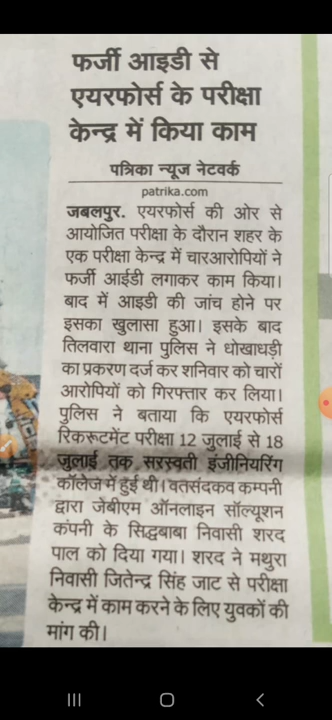 फर्जी आइडी से
एयरफोर्स के परीक्षा
केन्द्र में किया काम
पत्रिका न्यूज नेटवर्क
patrika.com
जबलपुर. एयरफोर्स की ओर से
आयोजित परीक्षा के दौरान शहर के
एक परीक्षा केन्द्र में चारआरोपियों ने
फर्जी आईडी लगाकर काम किया।
बाद में आइडी की जांच होने पर
इसका खुलासा हुआ। इसके बाद
तिलवारा थाना पुलिस ने धोखाधड़ी
का प्रकरण दर्ज कर शनिवार को चारों
आरोपियों को गिरफ्तार कर लिया।
पुलिस ने बताया कि एयरफोर्स
रिकरूटमेंट परीक्षा 12 जुलाई से 18
जुलाई तक सरस्वती इंजीनियरिंग
कॉलेज में हुई थी। वतसंदकव कम्पनी
द्वारा जेबीएम ऑनलाइन सॉल्यूशन
कंपनी के सिद्धबाबा निवासी शरद
पाल को दिया गया। शरद ने मथुरा
निवासी जितेन्द्र सिंह जाट से परीक्षा
केन्द्र में काम करने के लिए युवकों की
मांग की।